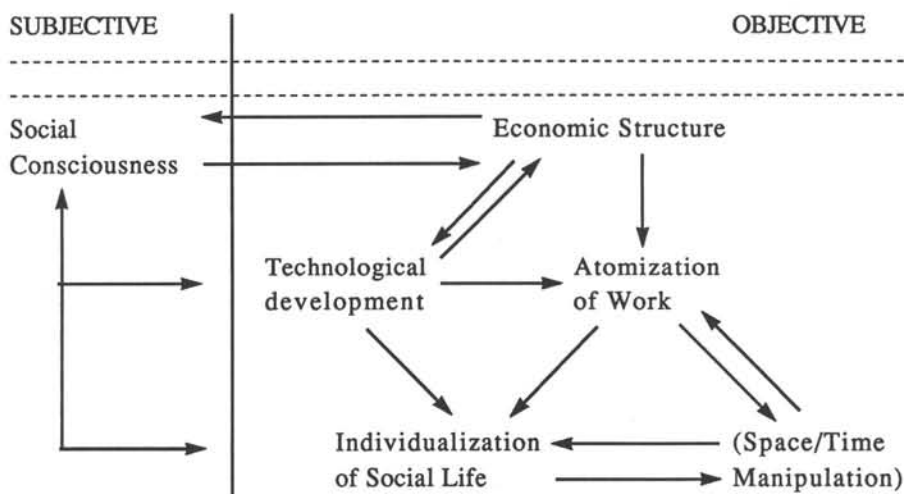 SUBJECTIVE
OBJECTIVE
Social
Consciousness
Economic Structure
Technological
development
Atomization
of Work
Individualization
of Social Life
(Space/Time
Manipulation)